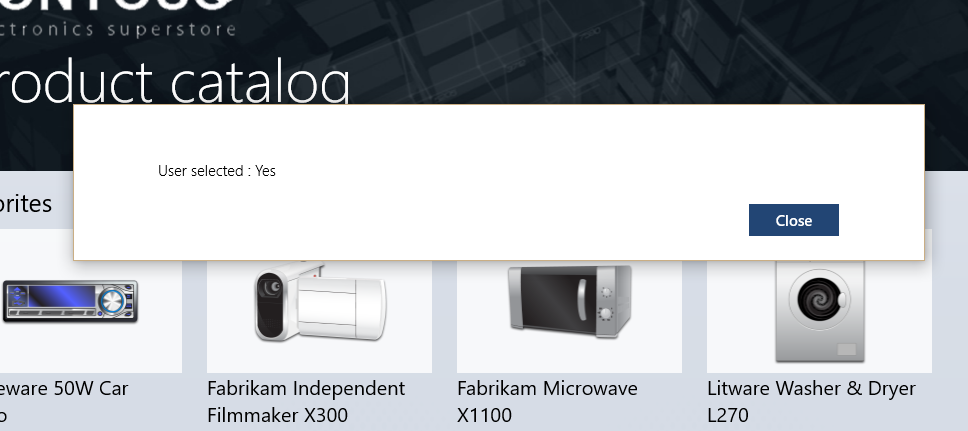 ctronics superstore
roduct catalog
orites
User selected : Yes
Close
eware 50W Car
o
Fabrikam Independent
Filmmaker X300
Fabrikam Microwave
X1100
Litware Washer & Dryer
L270